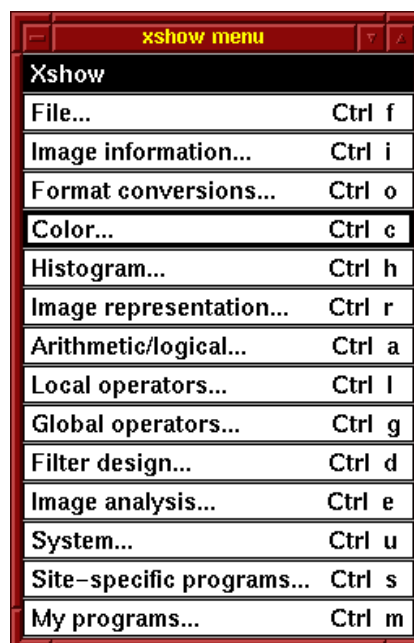 xshow menu
Xshow
File... Ctrl f
Image information... Ctrl i
Format conversions... Ctrl o
Color... Ctrl c
Histogram... Ctrl h
Image representation... Ctrl r
Arithmetic/logical... Ctrl a
Local operators... Ctrl l
Global operators... Ctrl g
Filter design... Ctrl d
Image analysis... Ctrl e
System... Ctrl u
Site-specific programs... Ctrl s
My programs... Ctrl m